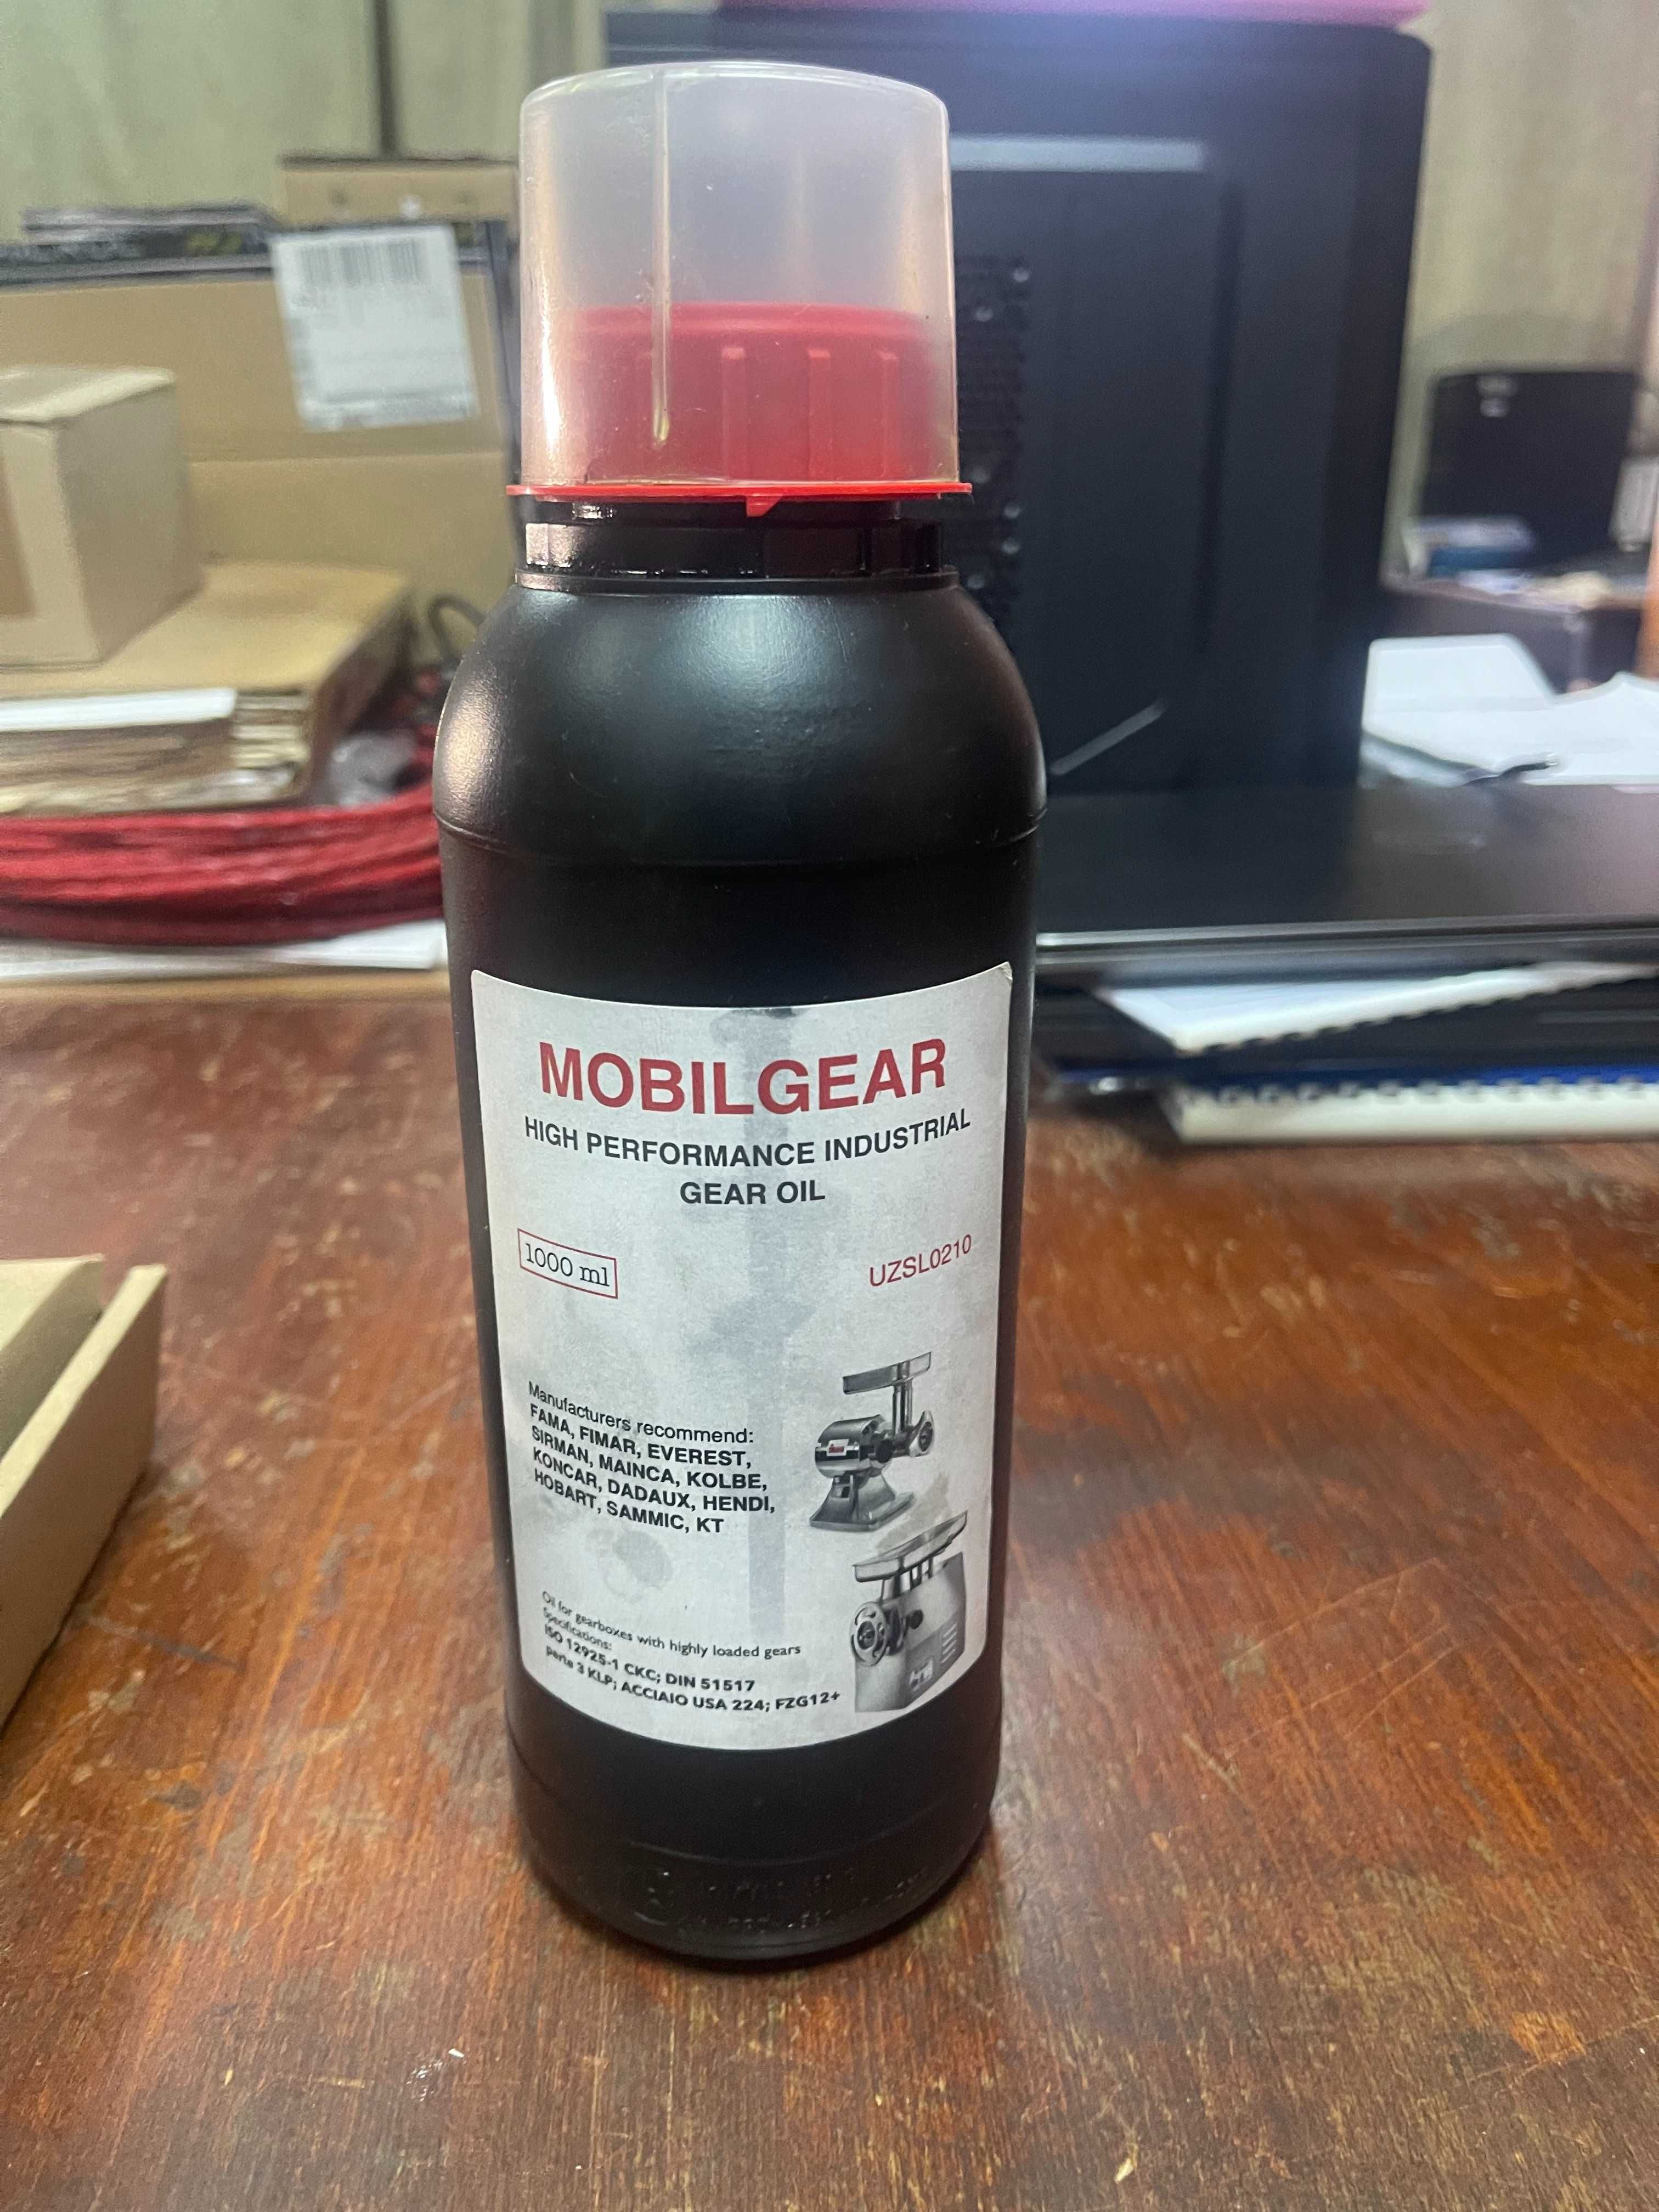 MOBILGEAR
HIGH PERFORMANCE INDUSTRIAL
GEAR OIL
1000 ml
UZSL0210
Manufacturers recommend:
FAMA, FIMAR, EVEREST,
SIRMAN, MAINCA, KOLBE,
KONCAR, DADAUX, HENDI,
HOBART, SAMMIC, KT
Oil for gearboxes with highly loaded gears
Specifications:
ISO 12925-1 CKC; DIN 51517
parte 3 KLP; ACCIAIO USA 224; FZG12+